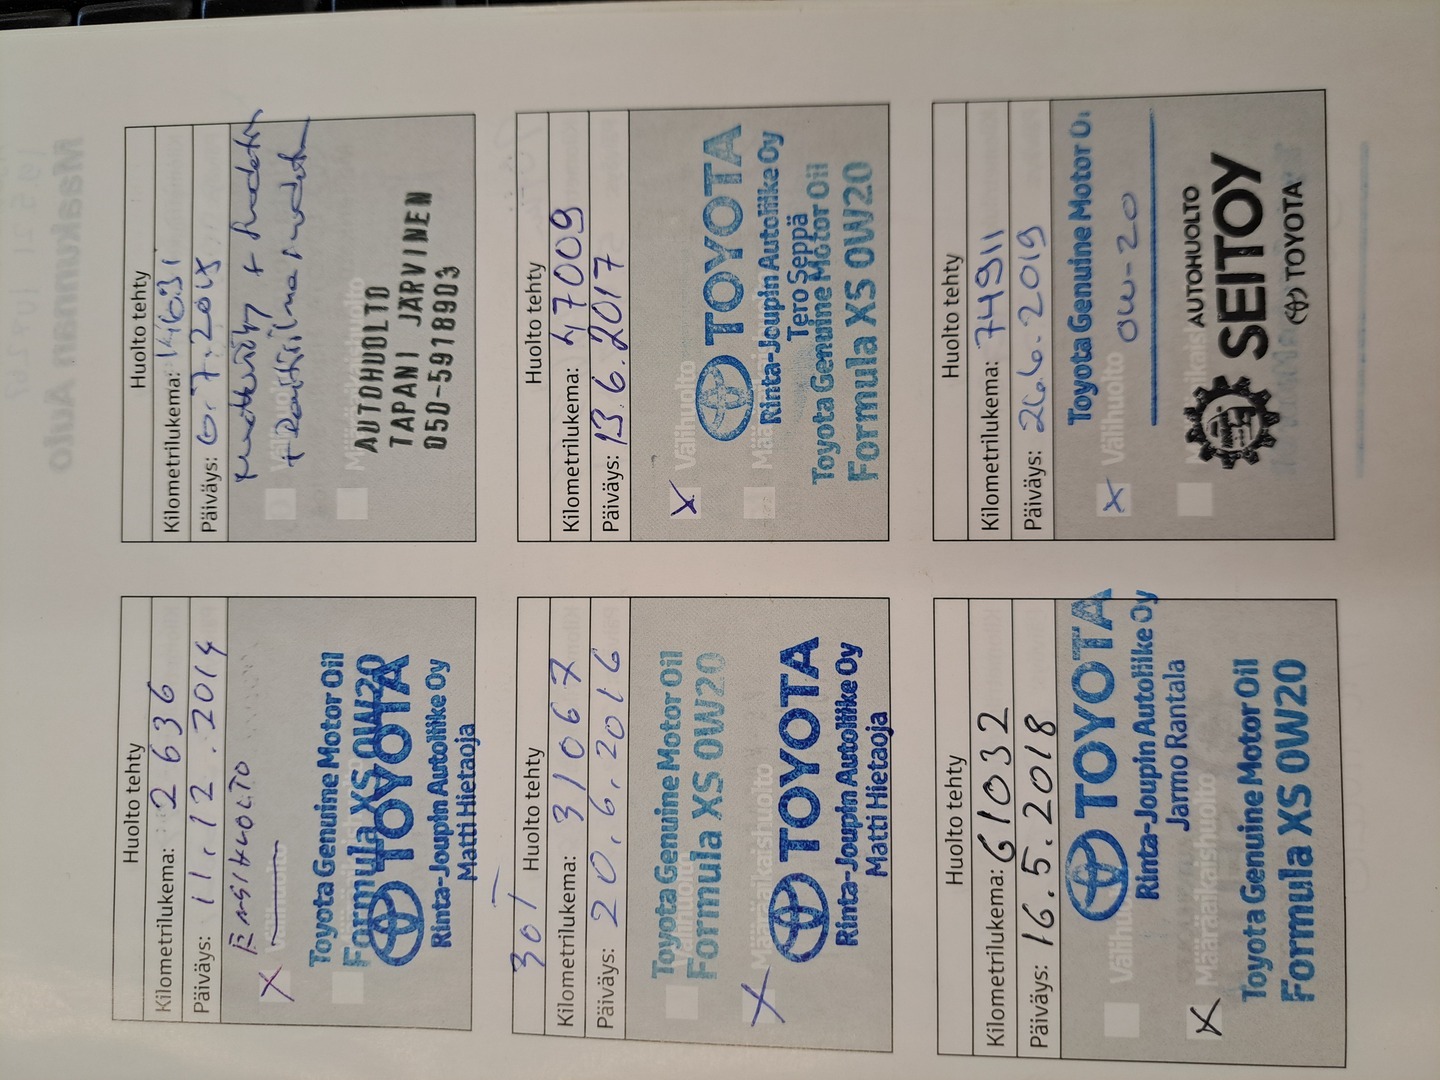 Huolto tehty
Kilometrilukema: 2636
Päiväys: 11.12.2014
ENSIHUOLTO
X Välihuolto
Toyota Genuine Motor Oil
Formula XS 0W20
TOYOTA
Rinta-Joupin Autoliike Oy
Matti Hietaoja
Huolto tehty
Kilometrilukema: 14631
Päiväys: 6.7.2015
+ suodatin
Välihuolto
Määräaikaishuolto
AUTOHUOLTO
TAPANI JÄRVINEN
050-5918903
30T
Huolto tehty
Kilometrilukema: 31067
Päiväys: 20.6.2016
Toyota Genuine Motor Oil
Välihuolto
Formula XS 0W20
X Määräaikaishuolto
TOYOTA
Rinta-Joupin Autoliike Oy
Matti Hietaoja
Huolto tehty
Kilometrilukema: 47009
Päiväys: 13.6.2017
X Välihuolto
TOYOTA
Määräaikaishuolto
Rinta-Joupin Autoliike Oy
Tero Seppä
Toyota Genuine Motor Oil
Formula XS 0W20
Huolto tehty
Kilometrilukema: 61032
Päiväys: 16.5.2018
TOYOTA
Välihuolto
Rinta-Joupin Autoliike Oy
Jarmo Rantala
X Määräaikaishuolto
Toyota Genuine Motor Oil
Formula XS 0W20
Huolto tehty
Kilometrilukema: 74911
Päiväys: 26.6.2019
Toyota Genuine Motor Oi
X Välihuolto 0W-20
Määräaikaish
AUTOHUOLTO
SEITOY
TOYOTA